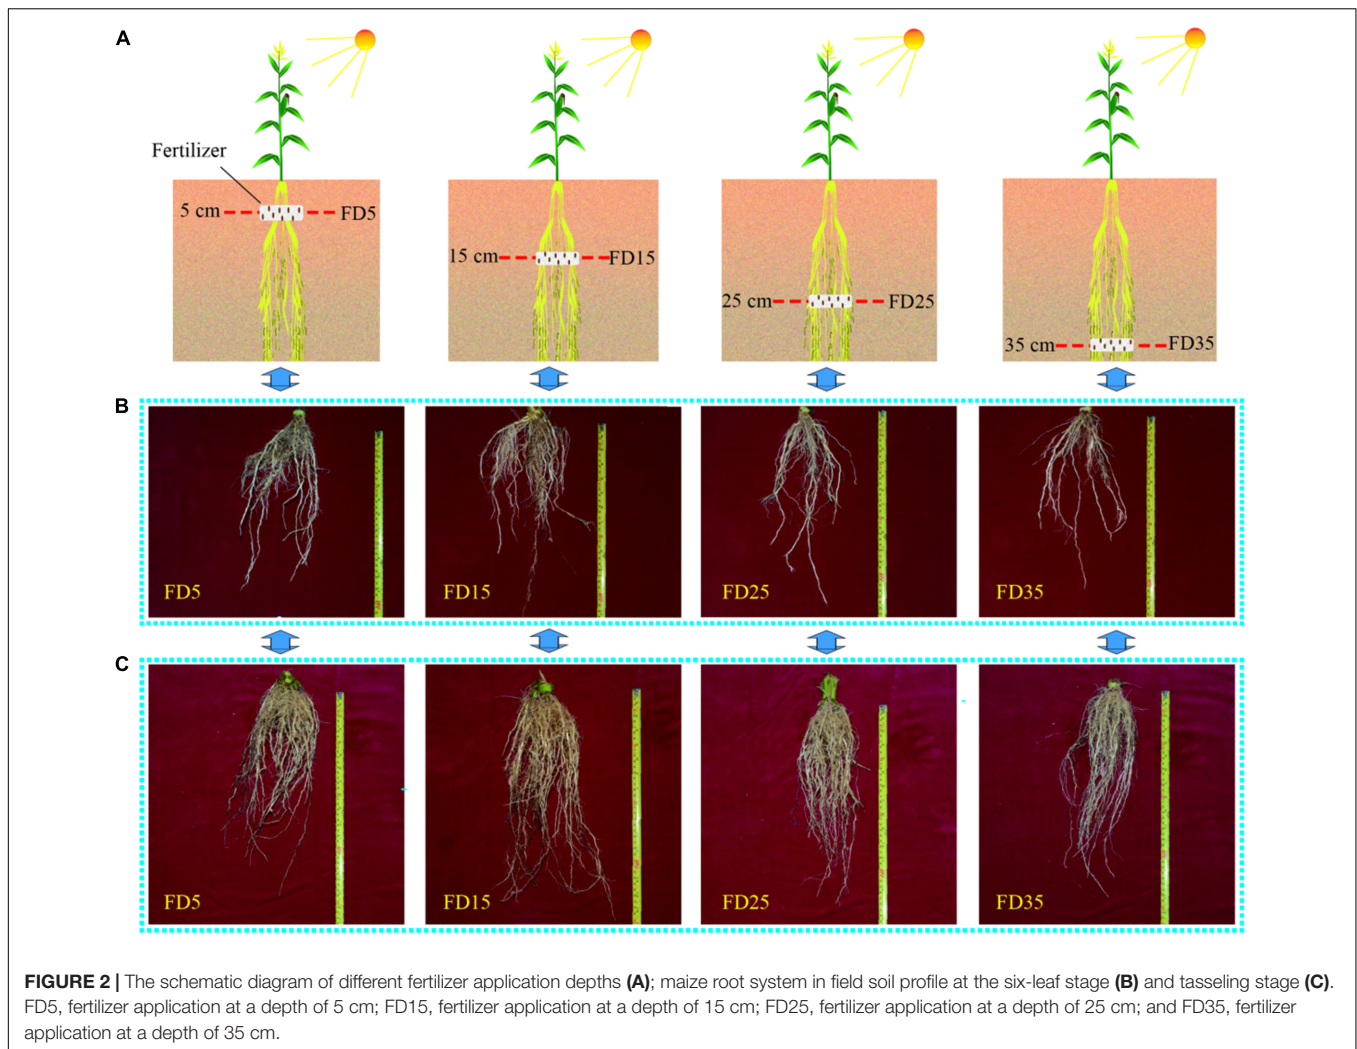 A
Fertilizer
5 cm FD5
15 cm FD15
25 cm FD25
35 cm FD35
B
FD5 FD15 FD25 FD35
C
FD5 FD15 FD25 FD35
FIGURE 2 | The schematic diagram of different fertilizer application depths (A); maize root system in field soil profile at the six-leaf stage (B) and tasseling stage (C).
FD5, fertilizer application at a depth of 5 cm; FD15, fertilizer application at a depth of 15 cm; FD25, fertilizer application at a depth of 25 cm; and FD35, fertilizer
application at a depth of 35 cm.